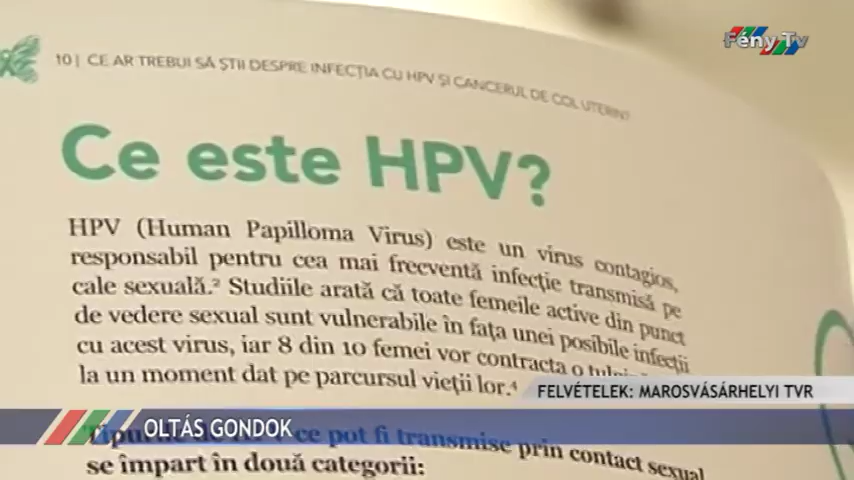 Fény Tv
10 | CE AR TREBUI SĂ ȘTII DESPRE INFECȚIA CU HPV ȘI CANCERUL DE COL UTERIN?
Ce este HPV?
HPV (Human Papilloma Virus) este un virus contagios,
responsabil pentru cea mai frecventă infecție transmisă pe
cale sexuală.² Studiile arată că toate femeile active din punct
de vedere sexual sunt vulnerabile în fața unei posibile infecții
cu acest virus, iar 8 din 10 femei vor contracta o
la un moment dat pe parcursul vieții lor.⁴
FELVÉTELEK: MAROSVÁSÁRHELYI TVR
OLTÁS GONDOK
ce pot fi transmise prin contact sexual
se împart în două categorii: